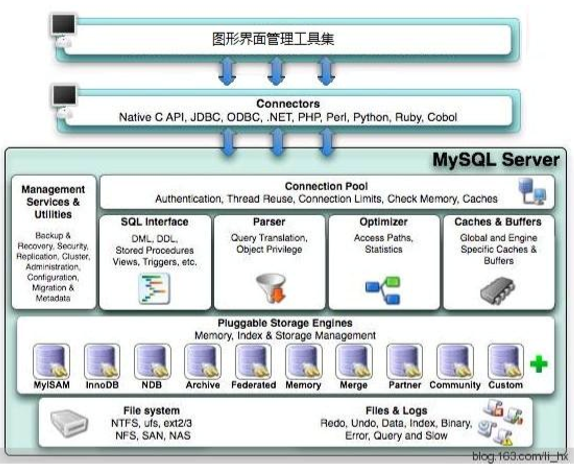 图形界面管理工具集
Connectors
Native C API, JDBC, ODBC, .NET, PHP, Perl, Python, Ruby, Cobol
MySQL Server
Management
Services &
Utilities
Backup &
Recovery, Security,
Replication, Cluster,
Administration,
Configuration,
Migration &
Metadata
Connection Pool
Authentication, Thread Reuse, Connection Limits, Check Memory, Caches
SQL Interface
DML, DDL,
Stored Procedures
Views, Triggers, etc.
Parser
Query Translation,
Object Privilege
Optimizer
Access Paths,
Statistics
Caches & Buffers
Global and Engine
Specific Caches &
Buffers
Pluggable Storage Engines
Memory, Index & Storage Management
MyISAM
InnoDB
NDB
Archive
Federated
Memory
Merge
Partner
Community
Custom
File system
NTFS, ufs, ext2/3
NFS, SAN, NAS
Files & Logs
Redo, Undo, Data, Index, Binary,
Error, Query and Slow
blog.163.com/li_hx